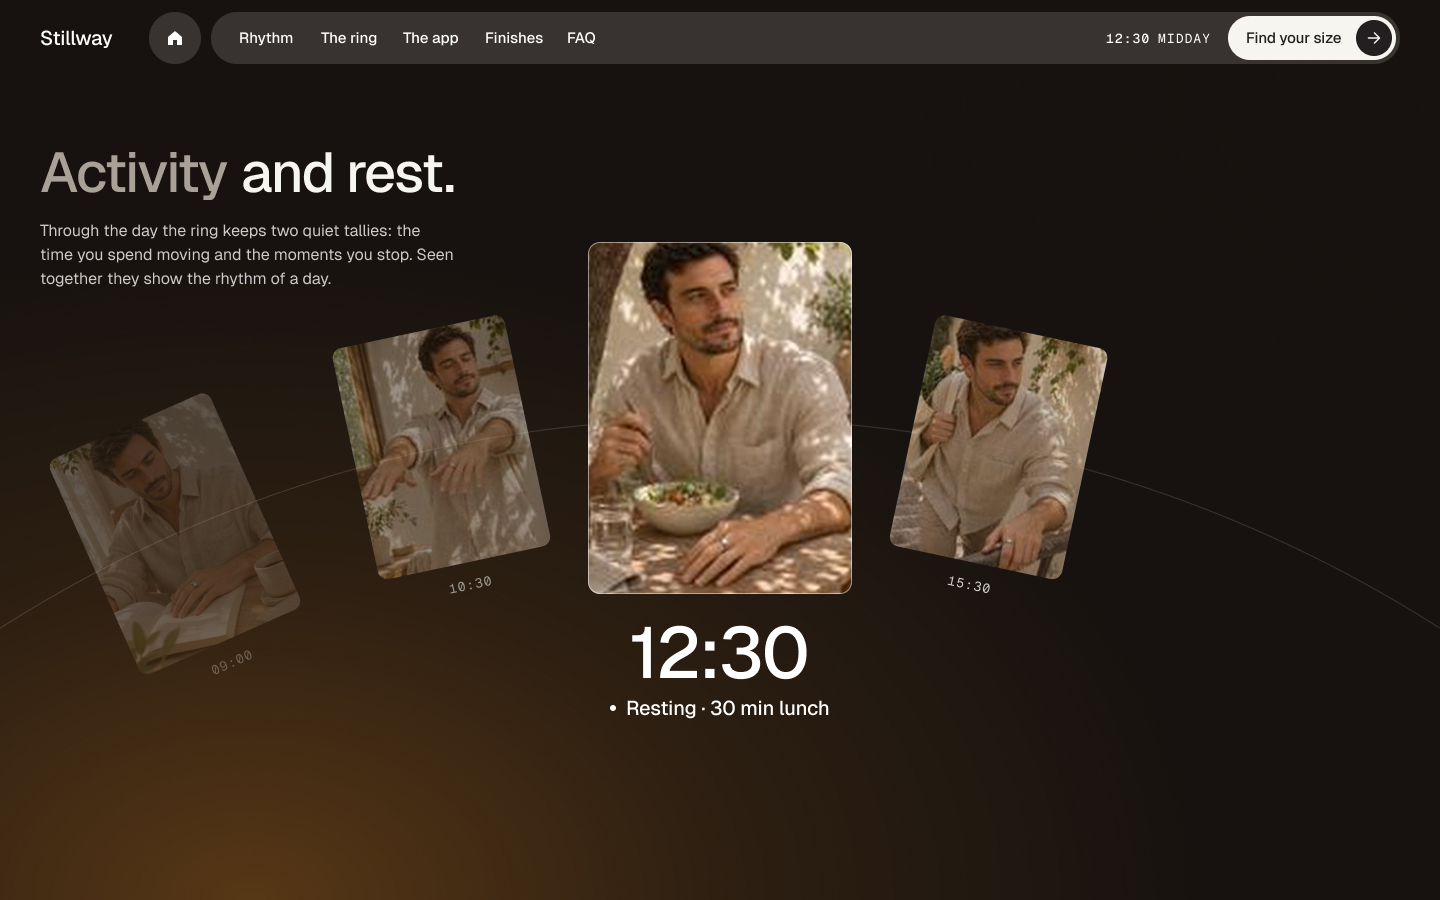 Stillway
Rhythm
The ring
The app
Finishes
FAQ
12:30 MIDDAY
Find your size
Activity and rest.
Through the day the ring keeps two quiet tallies: the
time you spend moving and the moments you stop. Seen
together they show the rhythm of a day.
09:00
10:30
15:30
12:30
• Resting · 30 min lunch